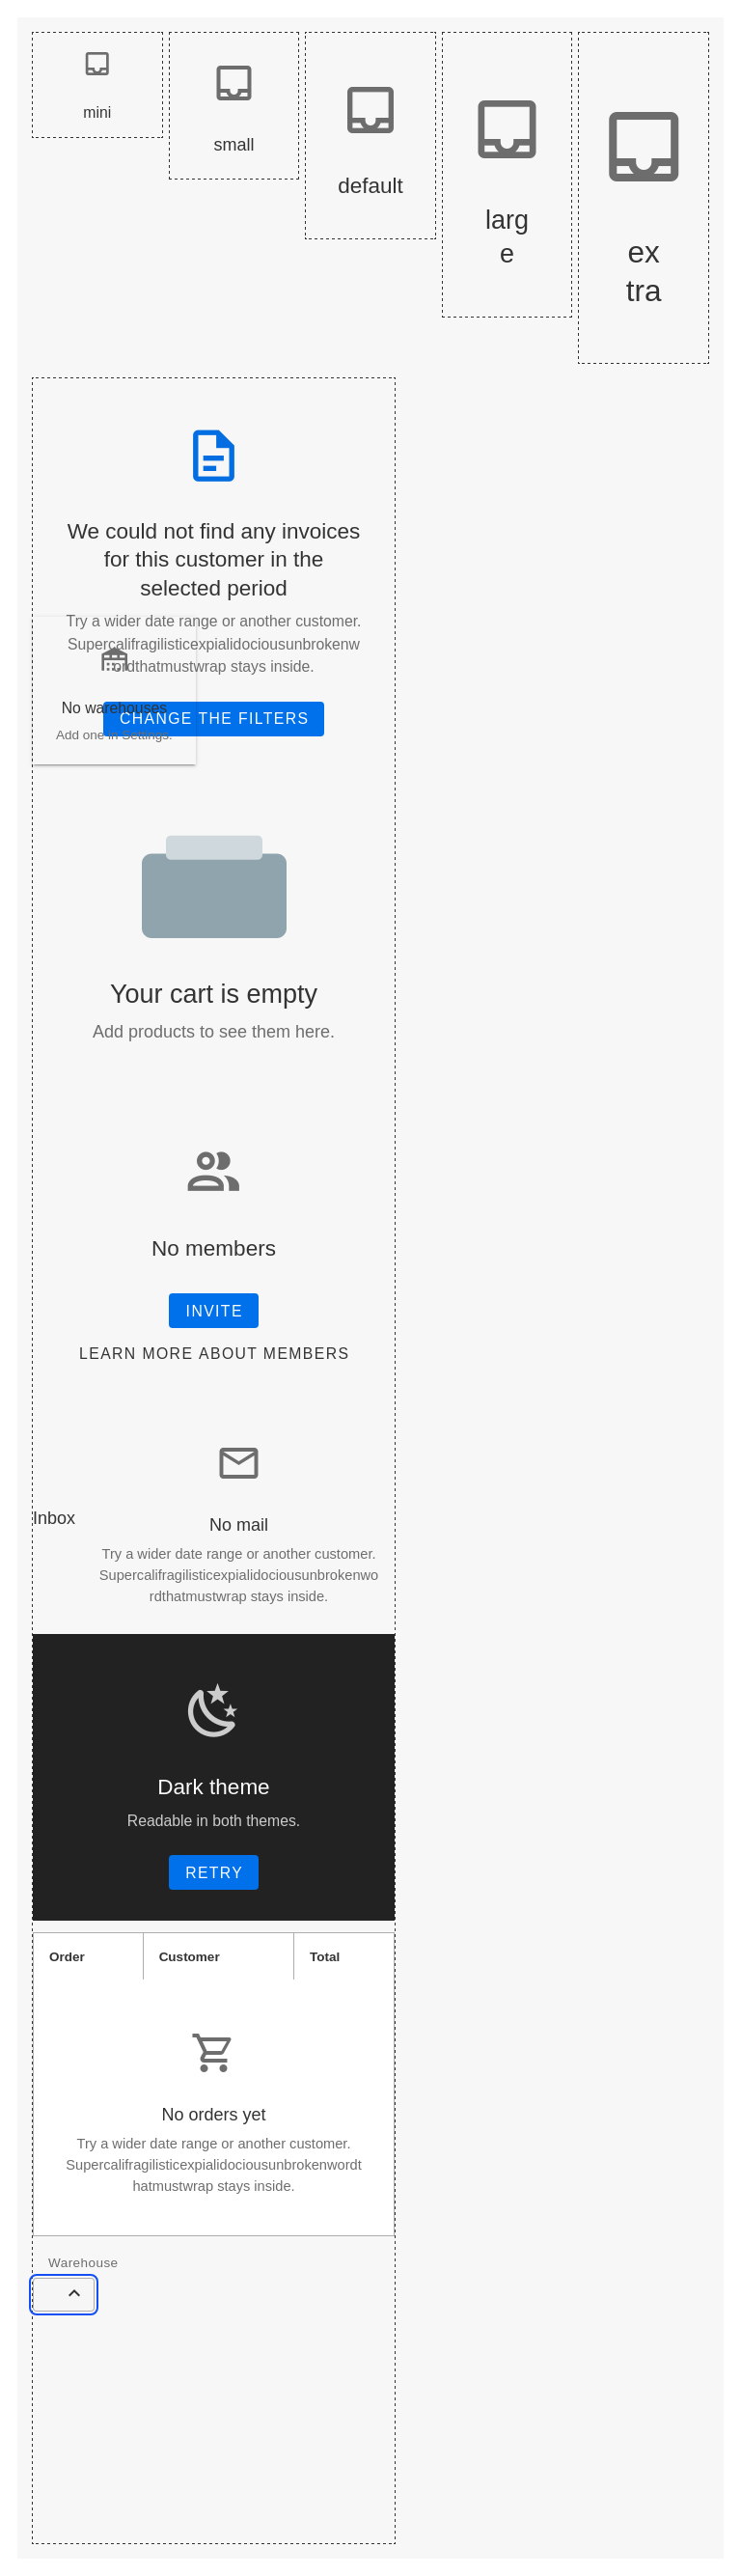 mini
small
default
larg
e
ex
tra
We could not find any invoices
for this customer in the
selected period
Try a wider date range or another customer.
Supercalifragilisticexpialidociousunbrokenw
ordthatmustwrap stays inside.
No warehouses
CHANGE THE FILTERS
Add one in Settings.
Your cart is empty
Add products to see them here.
No members
INVITE
LEARN MORE ABOUT MEMBERS
Inbox
No mail
Try a wider date range or another customer.
Supercalifragilisticexpialidociousunbrokenwo
rdthatmustwrap stays inside.
Dark theme
Readable in both themes.
RETRY
Order Customer Total
No orders yet
Try a wider date range or another customer.
Supercalifragilisticexpialidociousunbrokenwordt
hatmustwrap stays inside.
Warehouse